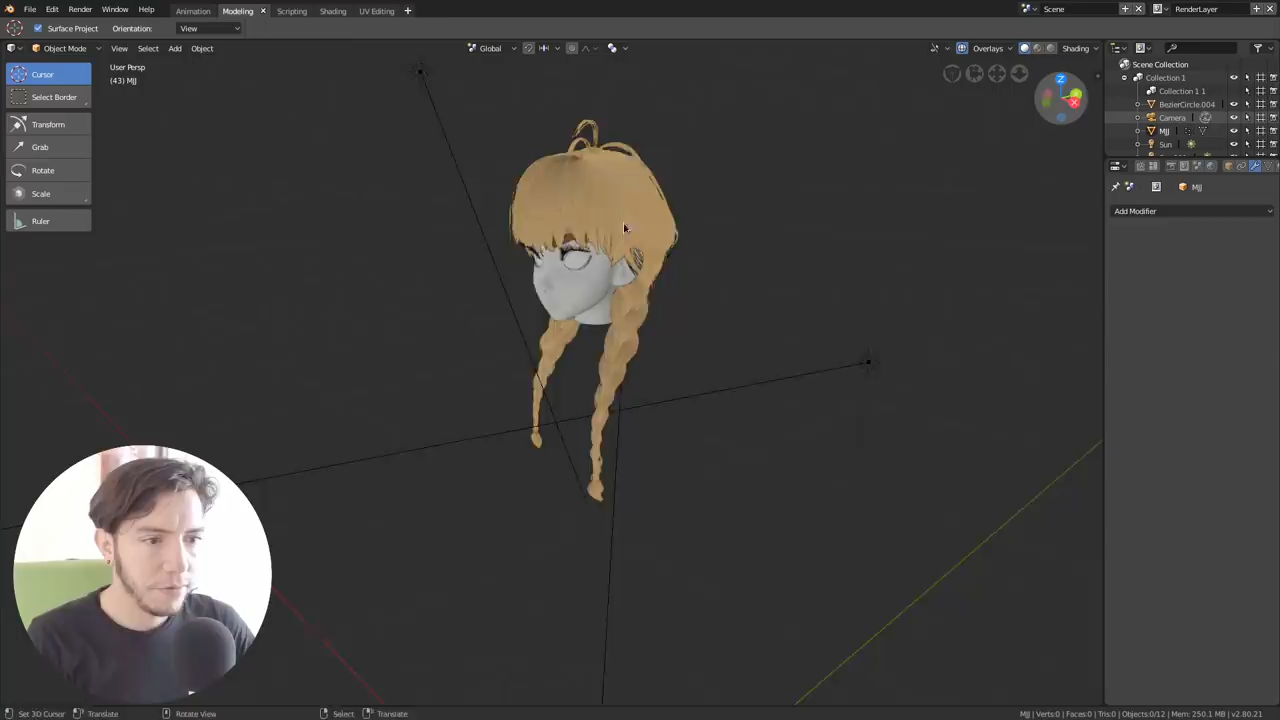 File Edit Render Window Help Animation Modeling Scripting Shading UV Editing + Scene RenderLayer
Surface Project Orientation: View
Object Mode View Select Add Object Global Overlays Shading
Cursor
Select Border
Transform
Grab
Rotate
Scale
Ruler
User Persp
(43) MJJ
Z
Scene Collection
Collection 1
Collection 1 1
BezierCircle.004
Camera
MJJ
Sun
MJJ
Add Modifier
Set 3D Cursor Translate Rotate View Select Translate MJJ | Verts:0 | Faces:0 | Tris:0 | Objects:0/12 | Mem: 250.1 MB | v2.80.21